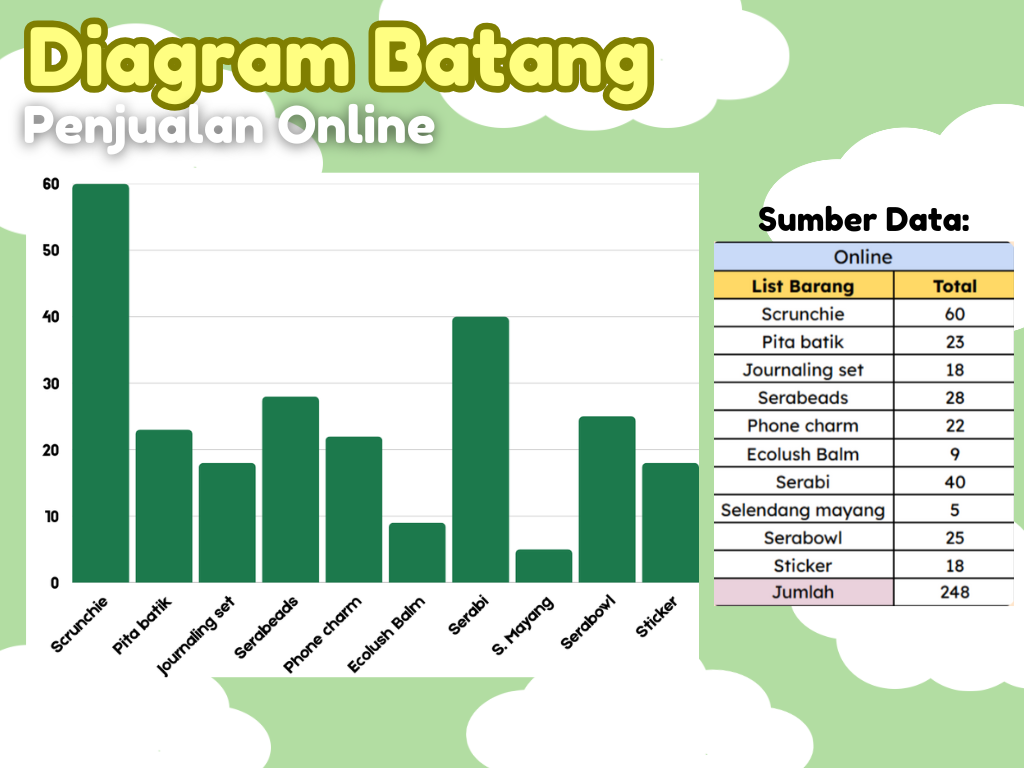 Diagram Batang
Penjualan Online
60
50
40
30
20
10
0
Scrunchie
Pita batik
Journaling set
Serabeads
Phone charm
Ecolush Balm
Serabi
S. Mayang
Serabowl
Sticker
Sumber Data:
Online
List Barang Total
Scrunchie 60
Pita batik 23
Journaling set 18
Serabeads 28
Phone charm 22
Ecolush Balm 9
Serabi 40
Selendang mayang 5
Serabowl 25
Sticker 18
Jumlah 248